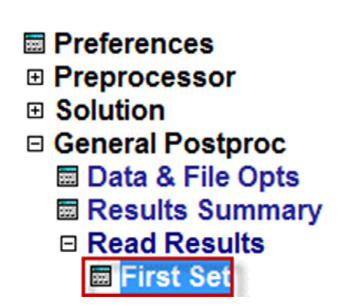 Preferences
Preprocessor
Solution
General Postproc
Data & File Opts
Results Summary
Read Results
First Set